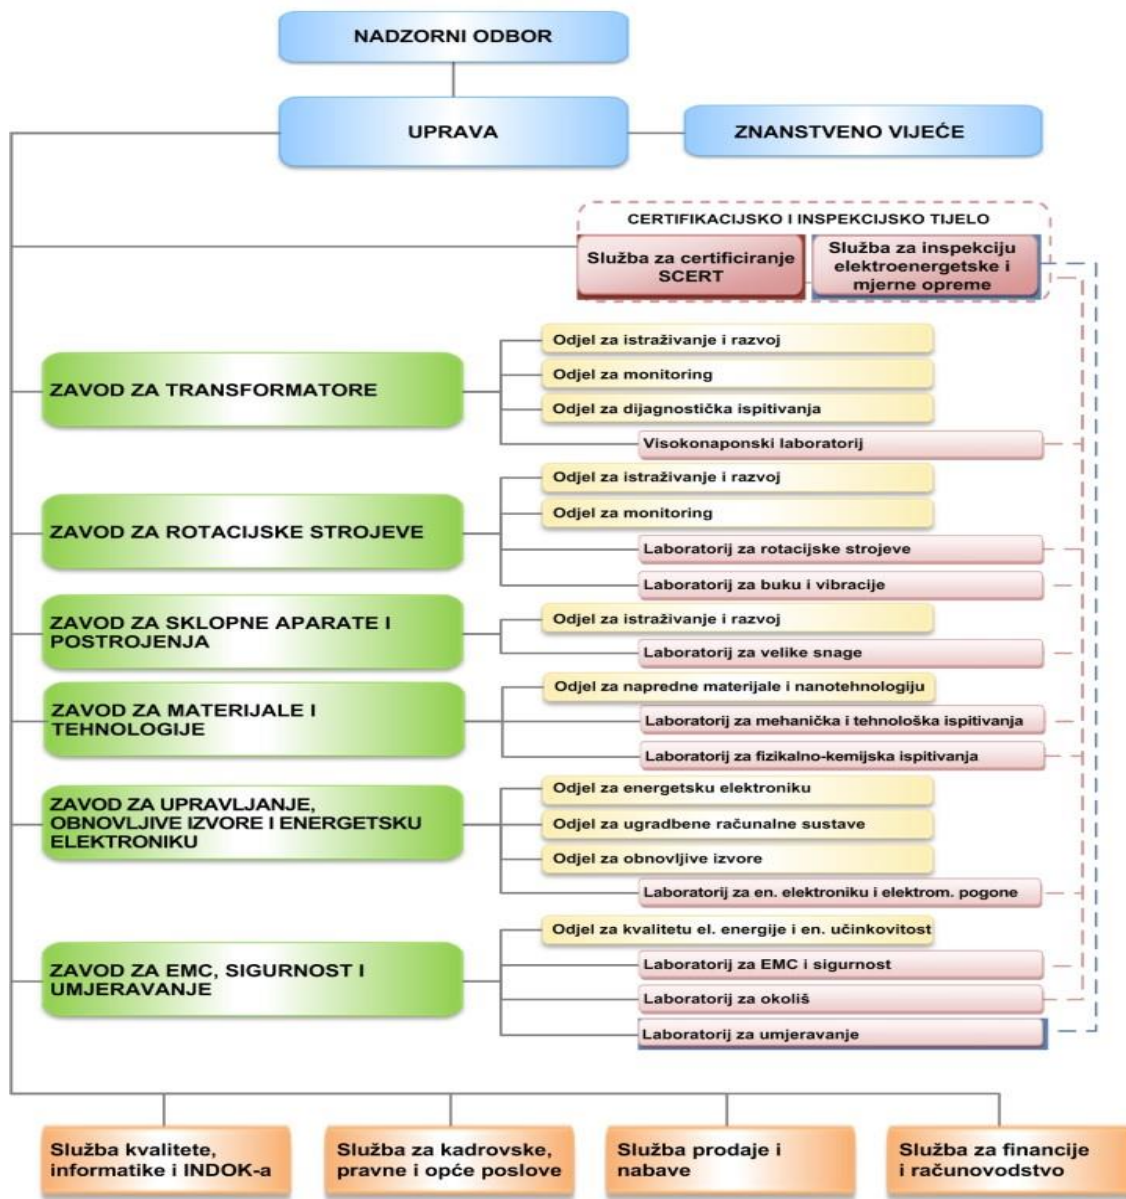 NADZORNI ODBOR
UPRAVA
ZNANSTVENO VIJEĆE
CERTIFIKACIJSKO I INSPEKCIJSKO TIJELO
Služba za certificiranje
SCERT
Služba za inspekciju
elektroenergetske i
mjerne opreme
ZAVOD ZA TRANSFORMATORE
Odjel za istraživanje i razvoj
Odjel za monitoring
Odjel za dijagnostička ispitivanja
Visokonaponski laboratorij
ZAVOD ZA ROTACIJSKE STROJEVE
Odjel za istraživanje i razvoj
Odjel za monitoring
Laboratorij za rotacijske strojeve
Laboratorij za buku i vibracije
ZAVOD ZA SKLOPNE APARATE I
POSTROJENJA
Odjel za istraživanje i razvoj
Laboratorij za velike snage
ZAVOD ZA MATERIJALE I
TEHNOLOGIJE
Odjel za napredne materijale i nanotehnologiju
Laboratorij za mehanička i tehnološka ispitivanja
Laboratorij za fizikalno-kemijska ispitivanja
ZAVOD ZA UPRAVLJANJE,
OBNOVLJIVE IZVORE I ENERGETSKU
ELEKTRONIKU
Odjel za energetsku elektroniku
Odjel za ugradbene računalne sustave
Odjel za obnovljive izvore
Laboratorij za en. elektroniku i elektrom. pogone
ZAVOD ZA EMC, SIGURNOST I
UMJERAVANJE
Odjel za kvalitetu el. energije i en. učinkovitost
Laboratorij za EMC i sigurnost
Laboratorij za okoliš
Laboratorij za umjeravanje
Služba kvalitete,
informatike i INDOK-a
Služba za kadrovske,
pravne i opće poslove
Služba prodaje i
nabave
Služba za financije
i računovodstvo